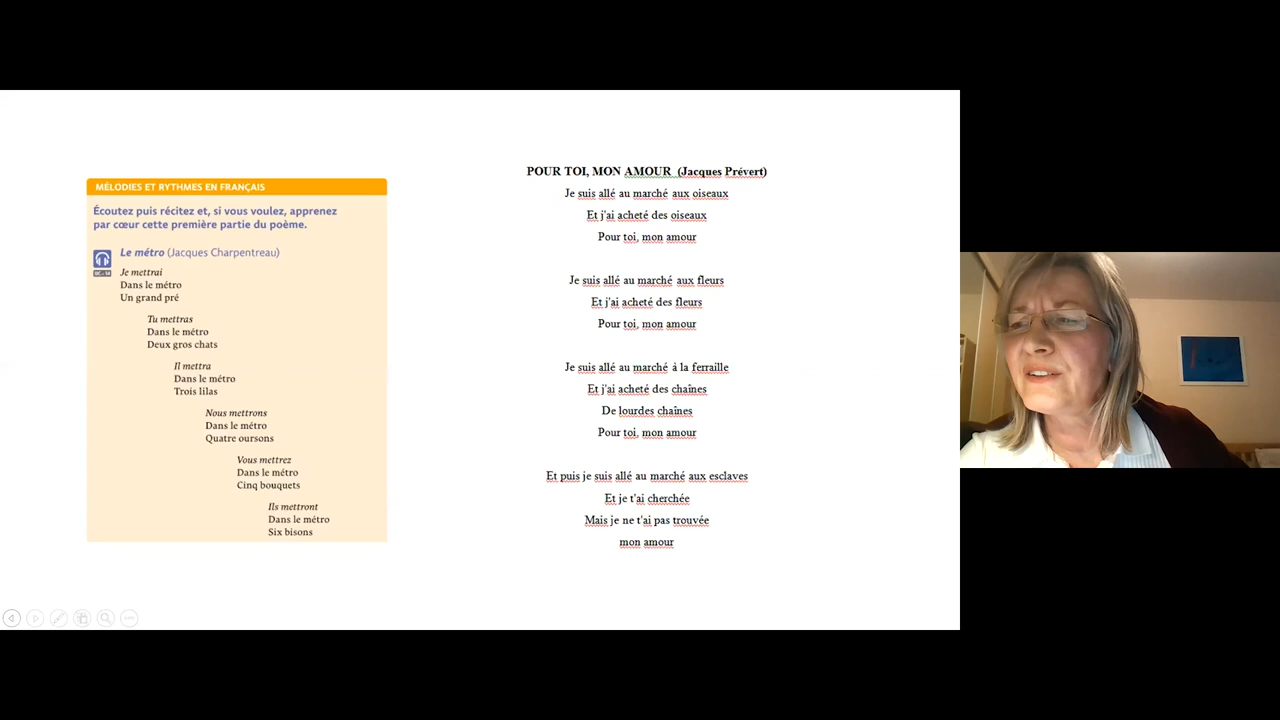 MÉLODIES ET RYTHMES EN FRANÇAIS
Écoutez puis récitez et, si vous voulez, apprenez
par cœur cette première partie du poème.
Le métro (Jacques Charpentreau)
Je mettrai
Dans le métro
Un grand pré
Tu mettras
Dans le métro
Deux gros chats
Il mettra
Dans le métro
Trois lilas
Nous mettrons
Dans le métro
Quatre oursons
Vous mettrez
Dans le métro
Cinq bouquets
Ils mettront
Dans le métro
Six bisons
POUR TOI, MON AMOUR (Jacques Prévert)
Je suis allé au marché aux oiseaux
Et j'ai acheté des oiseaux
Pour toi, mon amour
Je suis allé au marché aux fleurs
Et j'ai acheté des fleurs
Pour toi, mon amour
Je suis allé au marché à la ferraille
Et j'ai acheté des chaînes
De lourdes chaînes
Pour toi, mon amour
Et puis je suis allé au marché aux esclaves
Et je t'ai cherchée
Mais je ne t'ai pas trouvée
mon amour